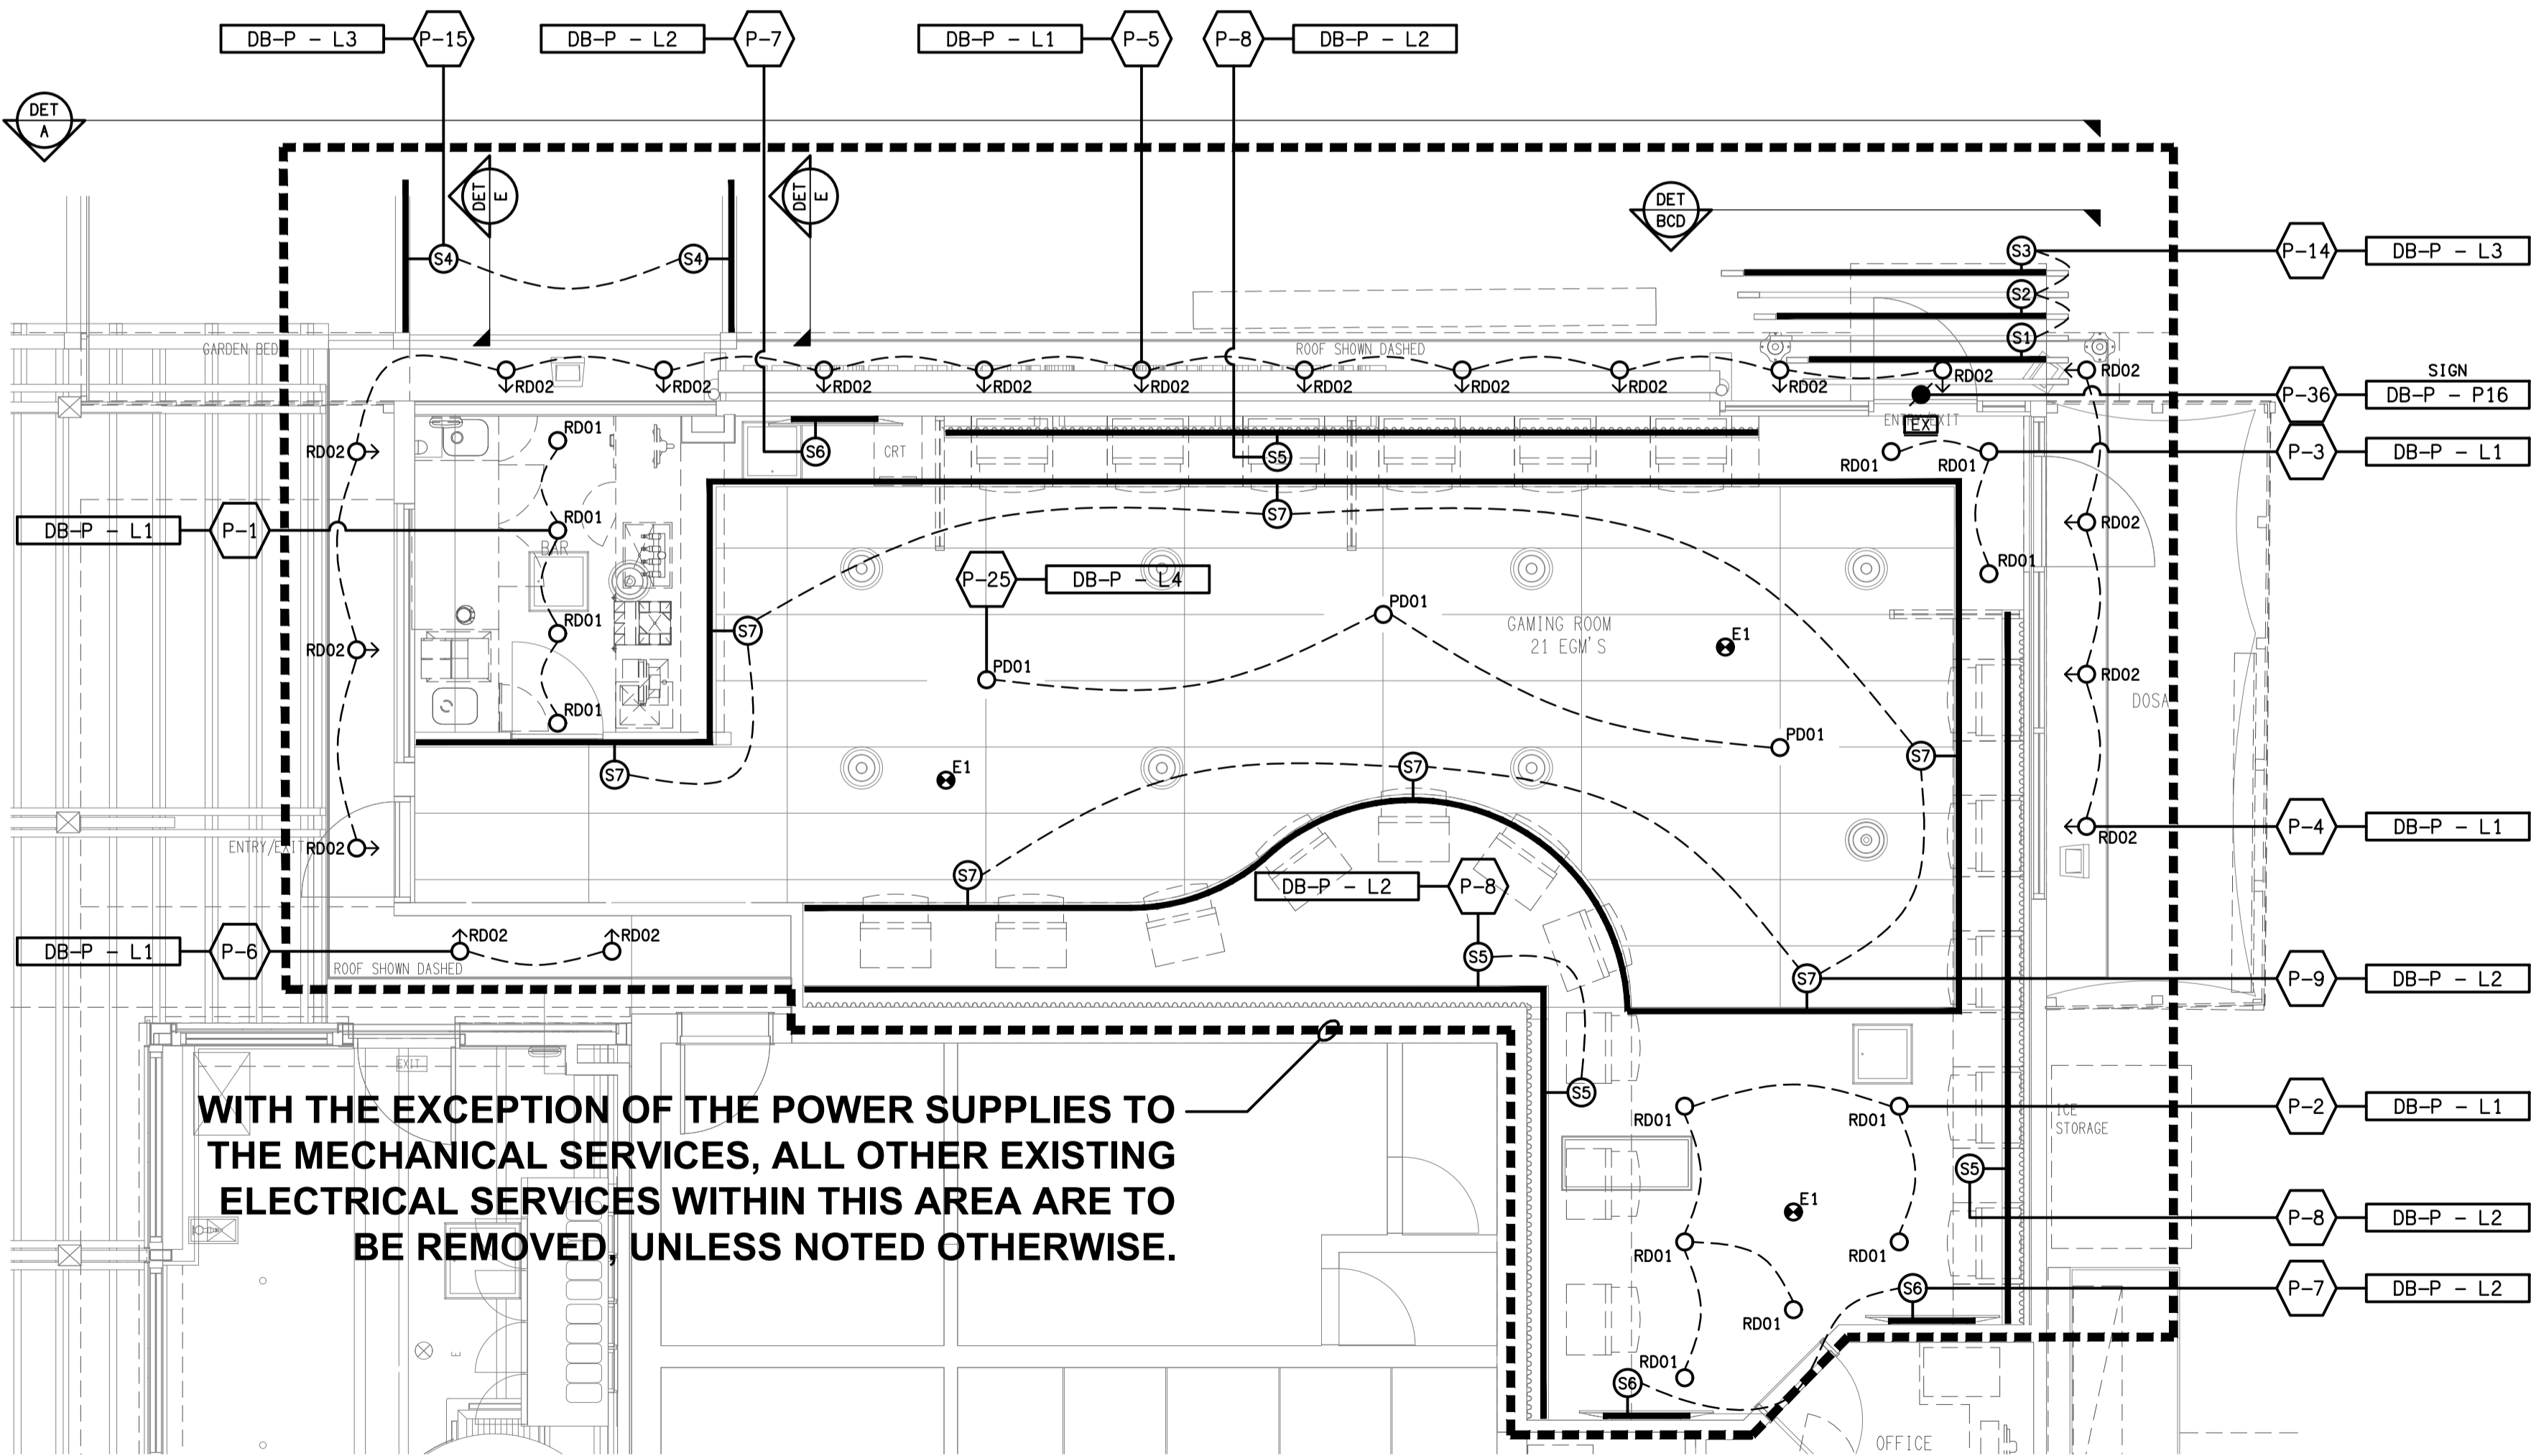 DB-P - L3
P-15
DB-P - L2
P-7
DB-P - L1
P-5
P-8
DB-P - L2
DET
A
DET
E
DET
E
DET
BCD
S4
S4
S3
P-14
DB-P - L3
S2
S1
GARDEN BED
ROOF SHOWN DASHED
RD02
RD02
RD02
RD02
RD02
RD02
RD02
RD02
RD02
RD02
RD02
SIGN
P-36
DB-P - P16
ENTRY/EXIT
EX
RD02
RD01
S6
CRT
S5
RD01
RD01
P-3
DB-P - L1
DB-P - L1
P-1
RD01
BAR
S7
RD02
RD01
P-25
DB-P - L4
PD01
GAMING ROOM
21 EGM'S
E1
S7
RD01
RD02
PD01
RD02
DOSA
RD01
PD01
S7
S7
S7
E1
ENTRY/EXIT
RD02
RD02
P-4
DB-P - L1
S7
DB-P - L2
P-8
DB-P - L1
P-6
RD02
RD02
ROOF SHOWN DASHED
S5
S7
P-9
DB-P - L2
EXIT
WITH THE EXCEPTION OF THE POWER SUPPLIES TO
THE MECHANICAL SERVICES, ALL OTHER EXISTING
ELECTRICAL SERVICES WITHIN THIS AREA ARE TO
BE REMOVED, UNLESS NOTED OTHERWISE.
S5
RD01
RD01
P-2
DB-P - L1
ICE
STORAGE
S5
E1
P-8
DB-P - L2
RD01
RD01
S6
P-7
DB-P - L2
RD01
E
RD01
S6
OFFICE